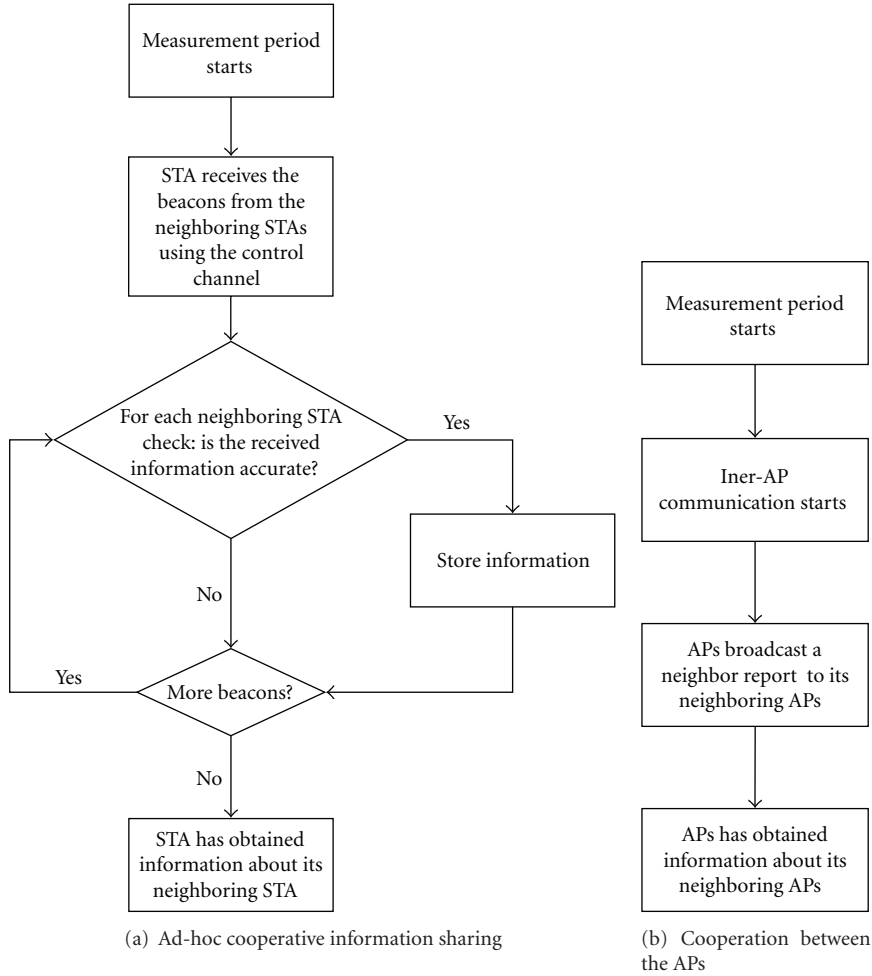 Measurement period
starts
STA receives the
beacons from the
neighboring STAs
using the control
channel
For each neighboring STA
check: is the received
information accurate?
Yes
Store information
No
Yes
More beacons?
No
STA has obtained
information about its
neighboring STA
(a) Ad-hoc cooperative information sharing
Measurement period
starts
Iner-AP
communication starts
APs broadcast a
neighbor report to its
neighboring APs
APs has obtained
information about its
neighboring APs
(b) Cooperation between
the APs